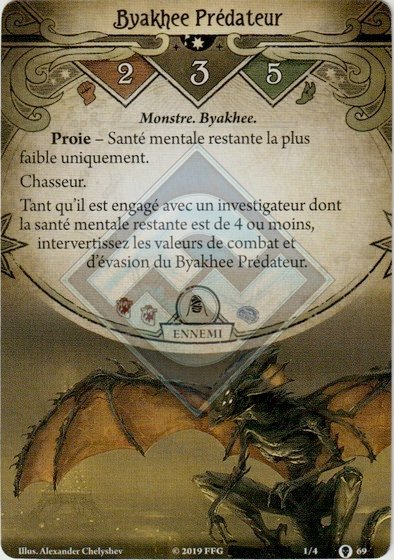 Byakhee Prédateur
2 3 5
Monstre. Byakhee.
Proie – Santé mentale restante la plus
faible uniquement.
Chasseur.
Tant qu'il est engagé avec un investigateur dont
la santé mentale restante est de 4 ou moins,
intervertissez les valeurs de combat et
d'évasion du Byakhee Prédateur.
ENNEMI
Illus. Alexander Chelyshev © 2019 FFG 1/4 69